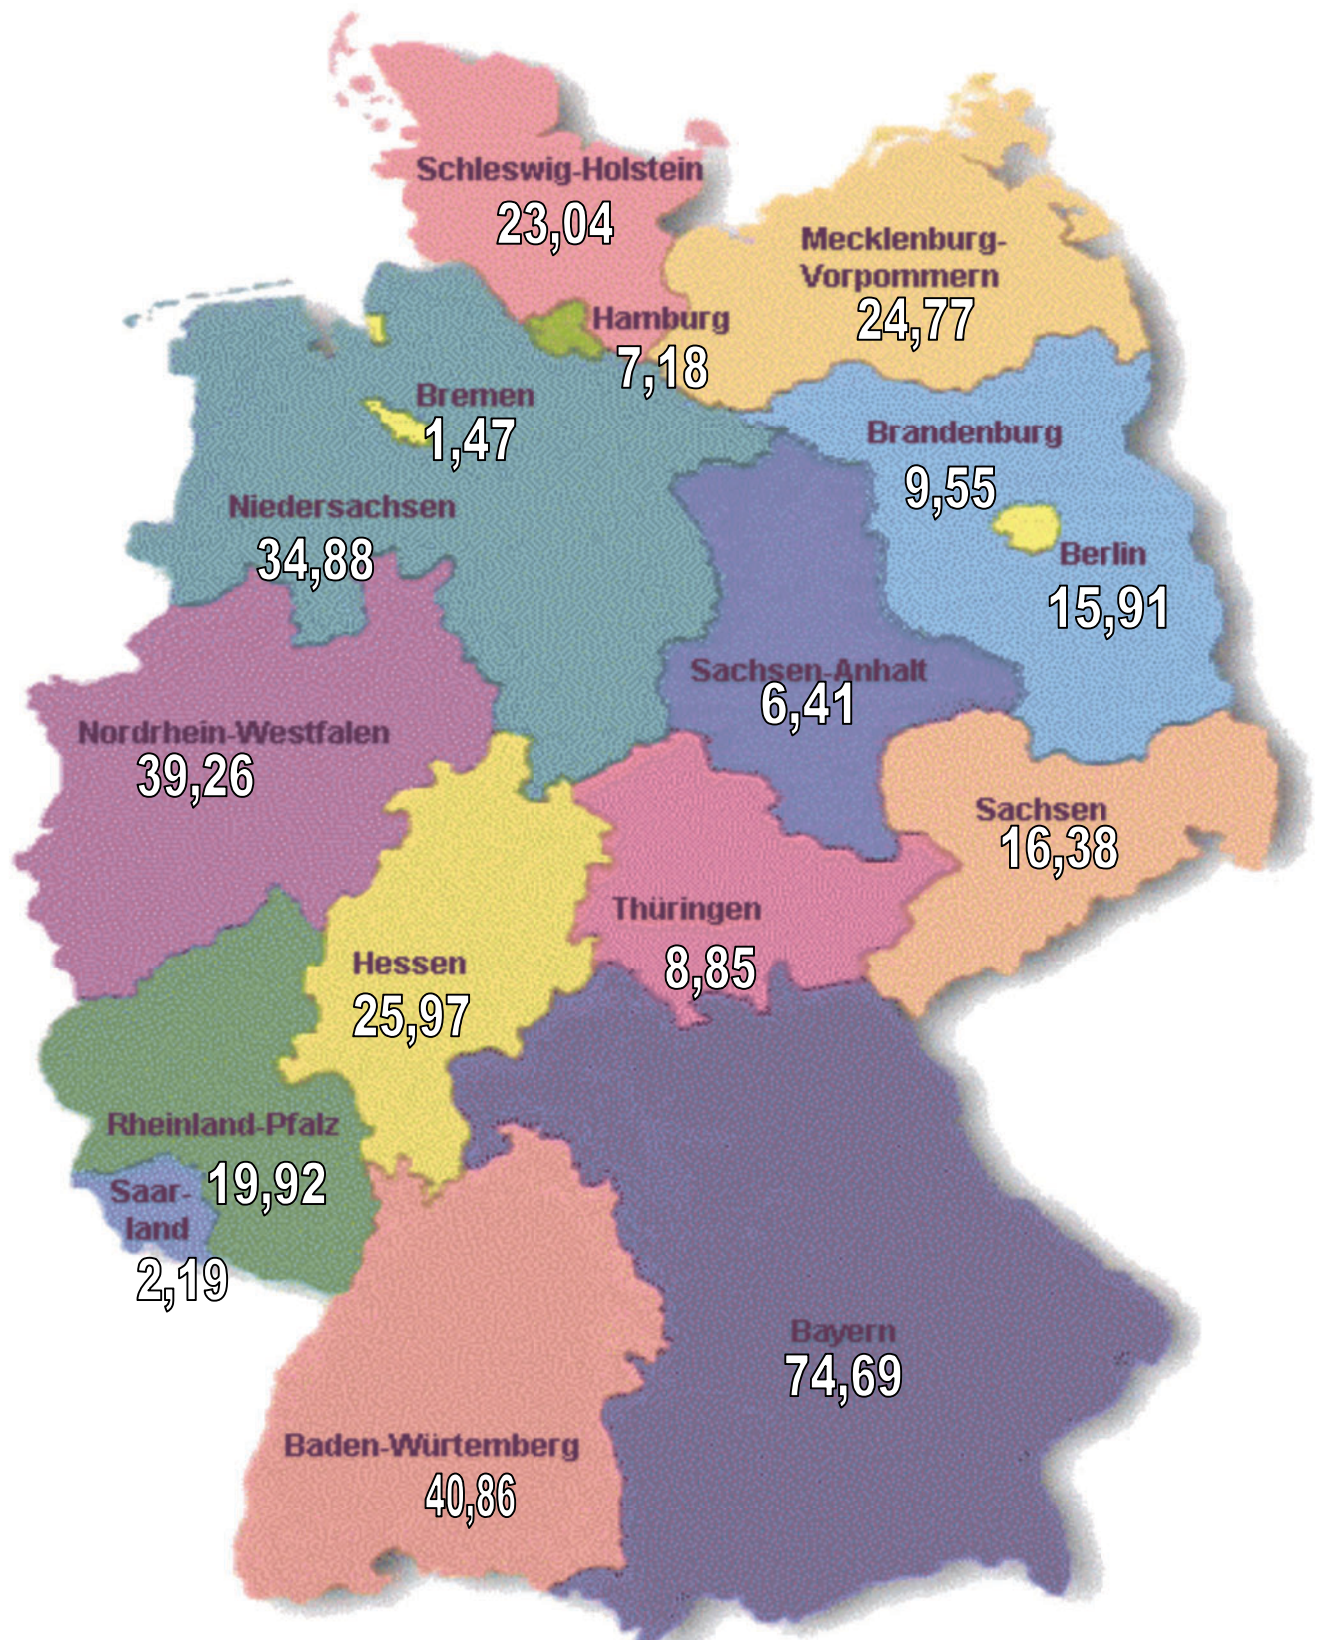 Schleswig-Holstein
23,04
Mecklenburg-
Vorpommern
24,77
Hamburg
7,18
Bremen
1,47
Brandenburg
9,55
Niedersachsen
34,88
Berlin
15,91
Sachsen-Anhalt
6,41
Nordrhein-Westfalen
39,26
Sachsen
16,38
Thüringen
8,85
Hessen
25,97
Rheinland-Pfalz
19,92
Saar-
land
2,19
Bayern
74,69
Baden-Würtemberg
40,86